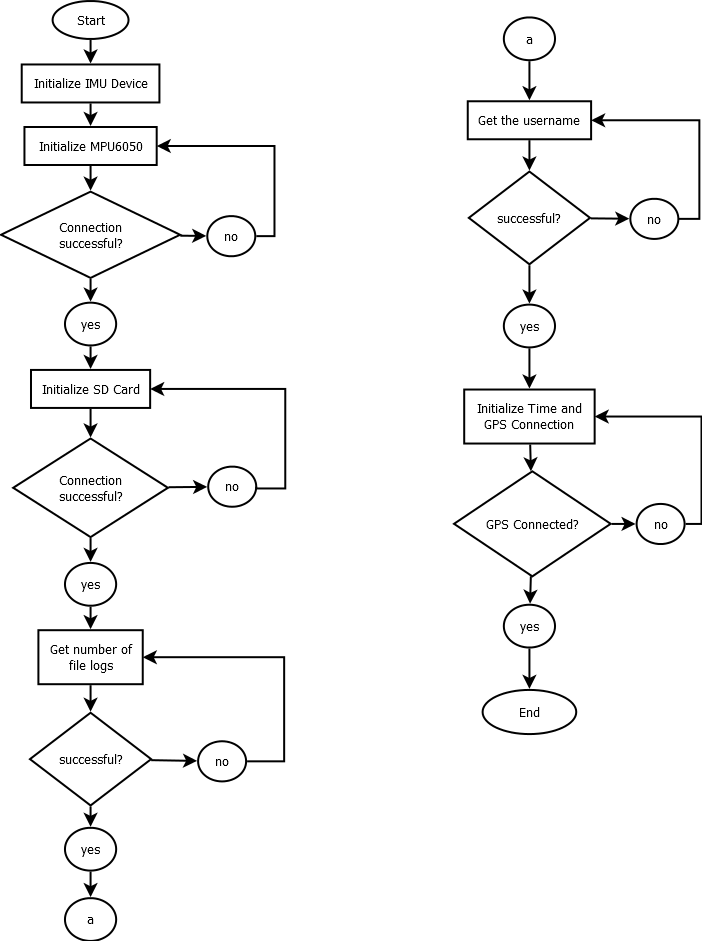 Start
Initialize IMU Device
Initialize MPU6050
Connection
successful?
no
yes
Initialize SD Card
Connection
successful?
no
yes
Get number of
file logs
successful?
no
yes
a
a
Get the username
successful?
no
yes
Initialize Time and
GPS Connection
GPS Connected?
no
yes
End